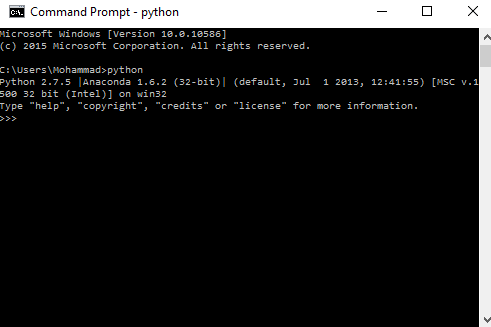 Command Prompt - python
Microsoft Windows [Version 10.0.10586]
(c) 2015 Microsoft Corporation. All rights reserved.
C:\Users\Mohammad>python
Python 2.7.5 |Anaconda 1.6.2 (32-bit)| (default, Jul  1 2013, 12:41:55) [MSC v.1
500 32 bit (Intel)] on win32
Type "help", "copyright", "credits" or "license" for more information.
>>>